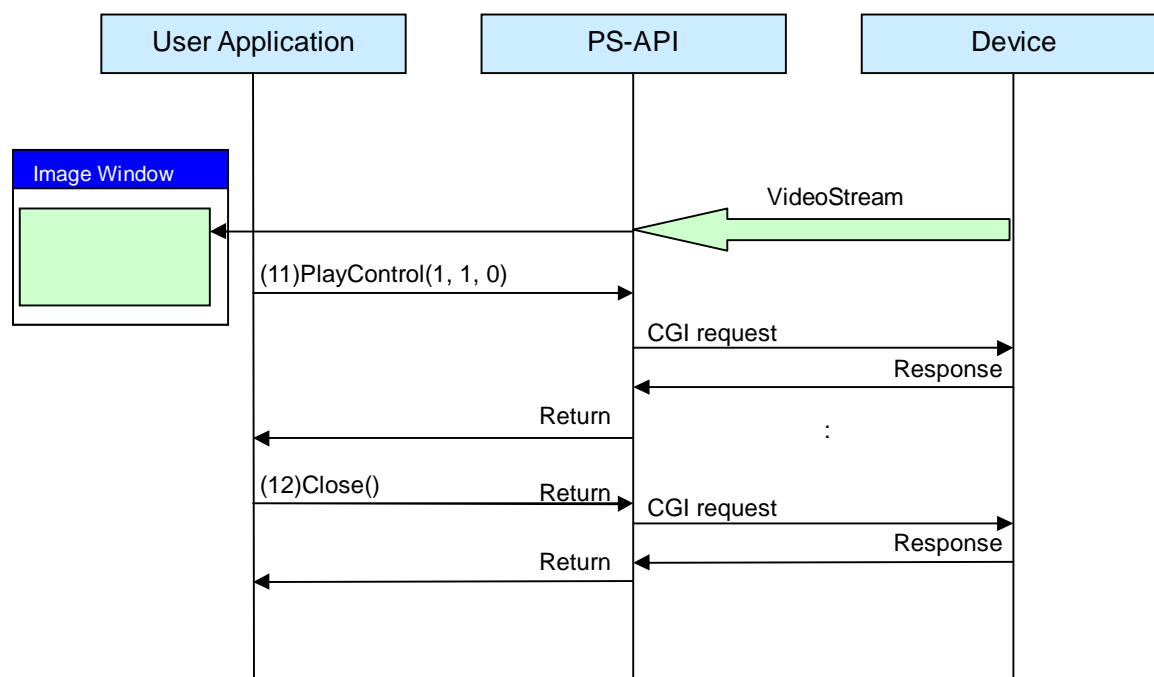 User Application
PS-API
Device
Image Window
VideoStream
(11)PlayControl(1, 1, 0)
CGI request
Response
Return
:
(12)Close()
Return
CGI request
Response
Return